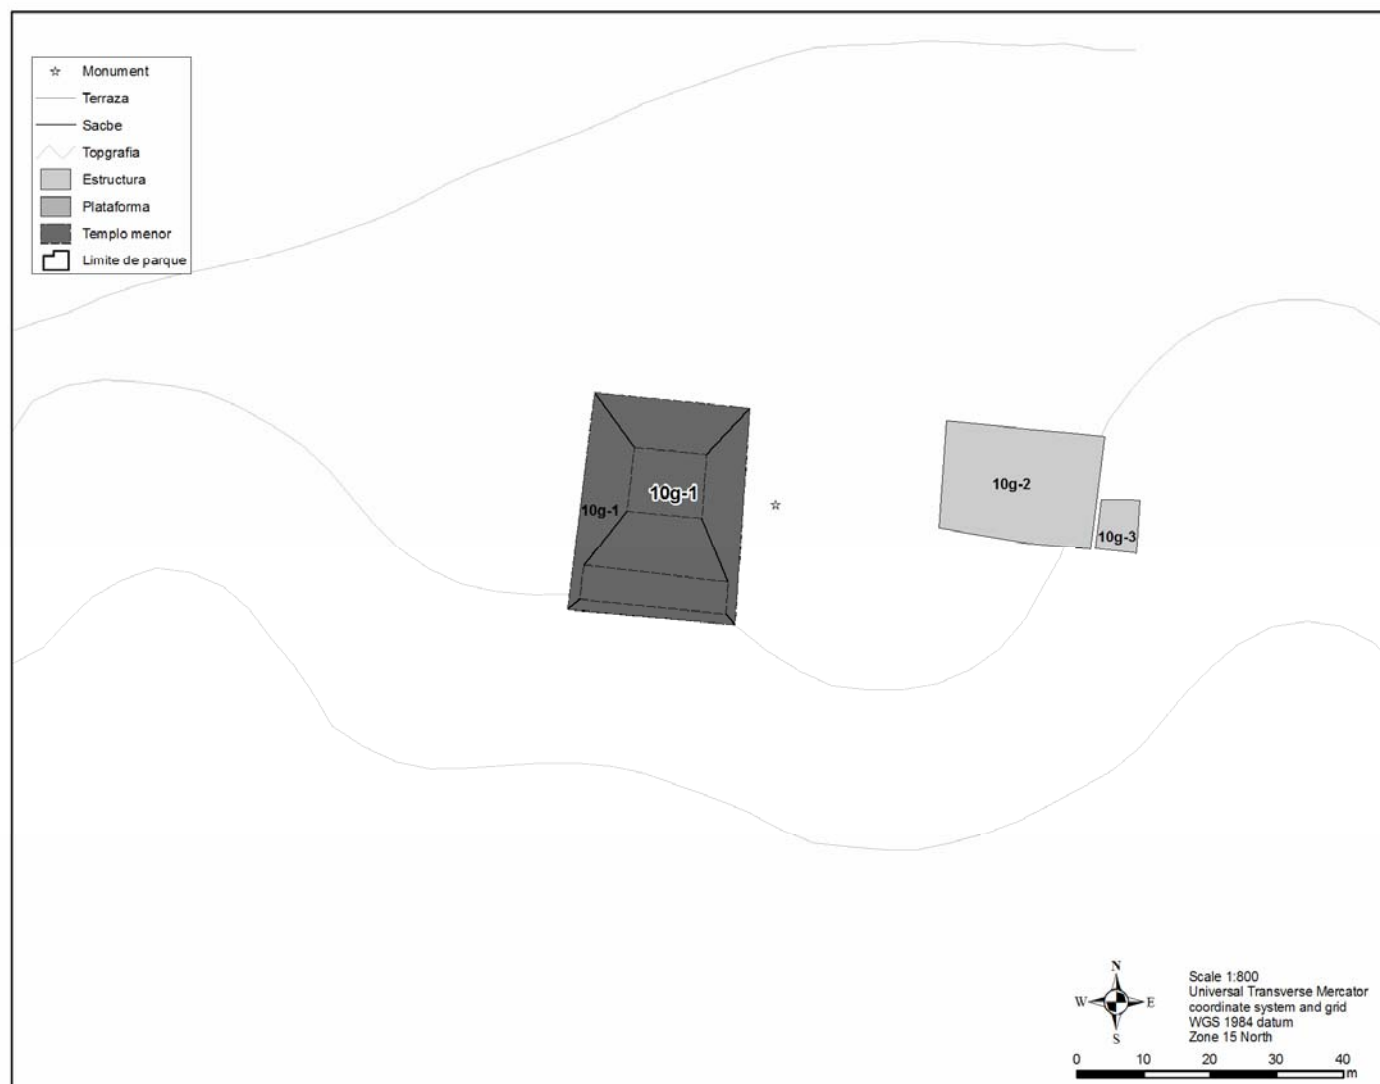 Monument
Terraza
Sacbe
Topgrafia
Estructura
Plataforma
Templo menor
Limite de parque
10g-1
10g-1
10g-2
10g-3
N
W E
S
Scale 1:800
Universal Transverse Mercator
coordinate system and grid
WGS 1984 datum
Zone 15 North
0 10 20 30 40
m